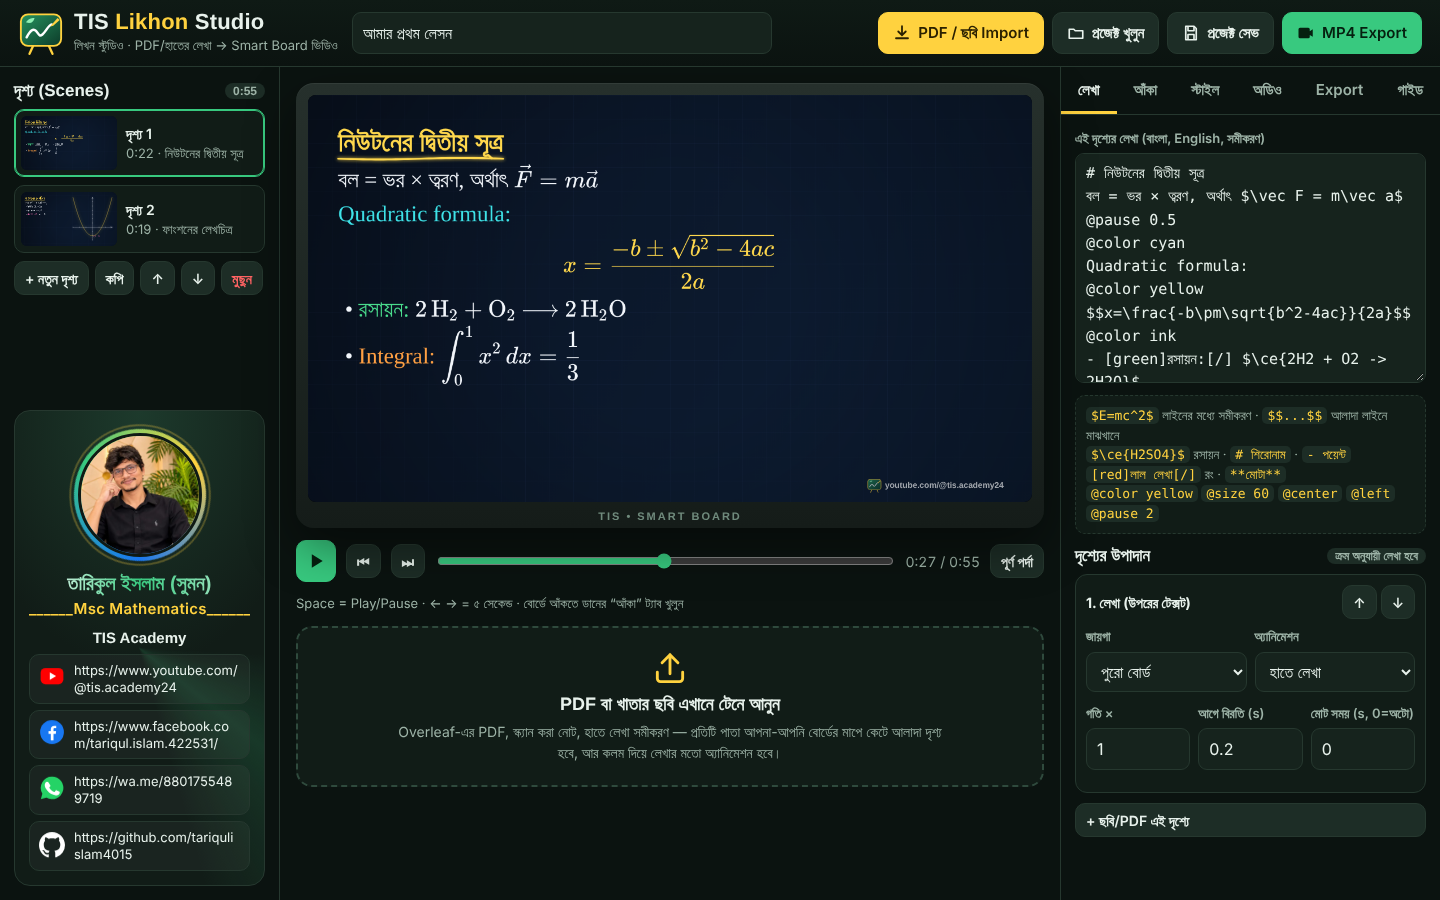 TIS Likhon Studio
লিখন স্টুডিও · PDF/হাতের লেখা → Smart Board ভিডিও
আমার প্রথম লেসন
PDF / ছবি Import
প্রজেক্ট খুলুন
প্রজেক্ট সেভ
MP4 Export
দৃশ্য (Scenes)
0:55
দৃশ্য 1
0:22 · নিউটনের দ্বিতীয় সূত্র
দৃশ্য 2
0:19 · ফাংশনের লেখচিত্র
+ নতুন দৃশ্য
কপি
↑
↓
মুছুন
তারিকুল ইসলাম (সুমন)
______Msc Mathematics______
TIS Academy
https://www.youtube.com/
@tis.academy24
https://www.facebook.co
m/tariqul.islam.422531/
https://wa.me/880175548
9719
https://github.com/tariquli
slam4015
নিউটনের দ্বিতীয় সূত্র
বল = ভর × ত্বরণ, অর্থাৎ F⃗ = ma⃗
Quadratic formula:
x = (−b ± √(b² − 4ac)) / 2a
• রসায়ন: 2 H₂ + O₂ ⟶ 2 H₂O
• Integral: ∫₀¹ x² dx = 1/3
youtube.com/@tis.academy24
TIS • SMART BOARD
0:27 / 0:55
পূর্ণ পর্দা
Space = Play/Pause · ← → = ৫ সেকেন্ড · বোর্ডে আঁকতে ডানের “আঁকা” ট্যাব খুলুন
PDF বা খাতার ছবি এখানে টেনে আনুন
Overleaf-এর PDF, স্ক্যান করা নোট, হাতে লেখা সমীকরণ — প্রতিটি পাতা আপনা-আপনি বোর্ডের মাপে কেটে আলাদা দৃশ্য
হবে, আর কলম দিয়ে লেখার মতো অ্যানিমেশন হবে।
লেখা
আঁকা
স্টাইল
অডিও
Export
গাইড
এই দৃশ্যের লেখা (বাংলা, English, সমীকরণ)
# নিউটনের দ্বিতীয় সূত্র
বল = ভর × ত্বরণ, অর্থাৎ $\vec F = m\vec a$
@pause 0.5
@color cyan
Quadratic formula:
@color yellow
$$x=\frac{-b\pm\sqrt{b^2-4ac}}{2a}$$
@color ink
- [green]রসায়ন:[/] $\ce{2H2 + O2 ->
2H2O}$
$E=mc^2$ লাইনের মধ্যে সমীকরণ · $$...$$ আলাদা লাইনে
মাঝখানে
$\ce{H2SO4}$ রসায়ন · # শিরোনাম · - পয়েন্ট
[red]লাল লেখা[/] রং · **মোটা**
@color yellow @size 60 @center @left
@pause 2
দৃশ্যের উপাদান
ক্রম অনুযায়ী লেখা হবে
1. লেখা (উপরের টেক্সট)
↑
↓
জায়গা
অ্যানিমেশন
পুরো বোর্ড
হাতে লেখা
গতি ×
আগে বিরতি (s)
মোট সময় (s, 0=অটো)
1
0.2
0
+ ছবি/PDF এই দৃশ্যে